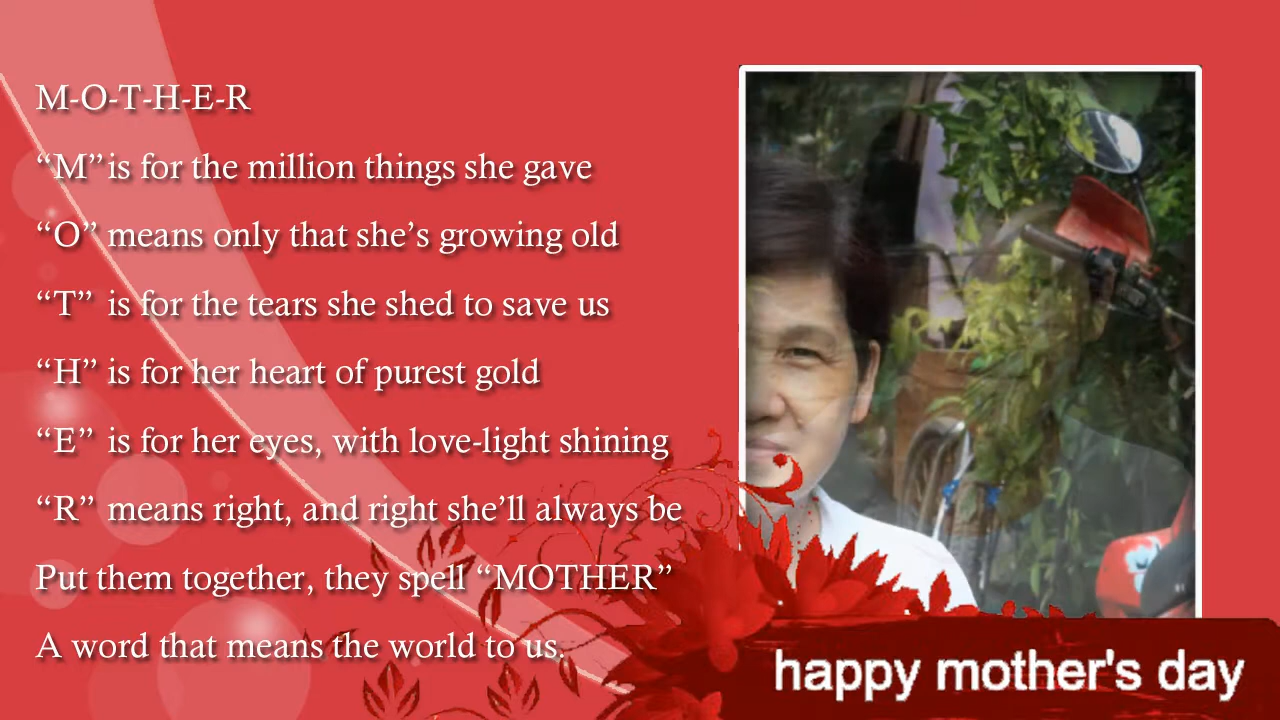 M-O-T-H-E-R
“M”is for the million things she gave
“O” means only that she’s growing old
“T” is for the tears she shed to save us
“H” is for her heart of purest gold
“E” is for her eyes, with love-light shining
“R” means right, and right she’ll always be
Put them together, they spell “MOTHER”
A word that means the world to us.
happy mother's day